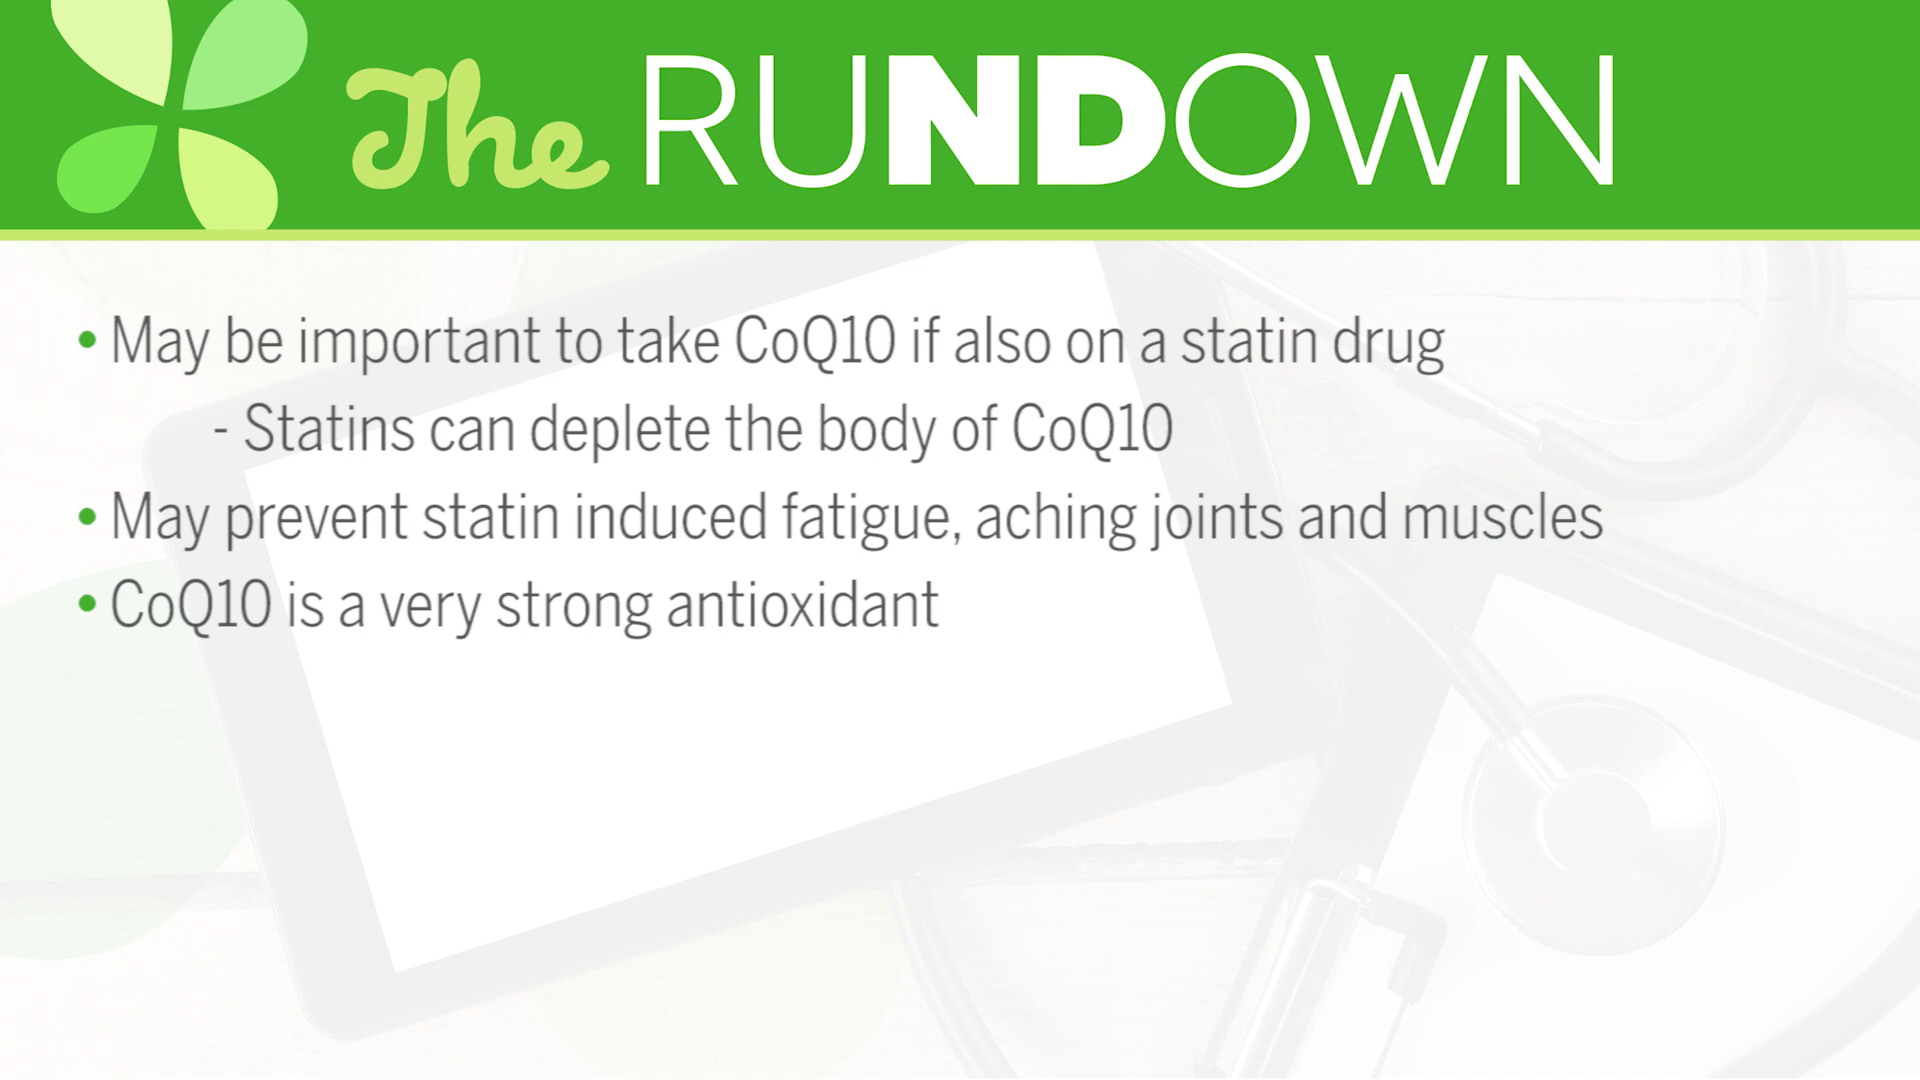 The RUNDOWN
• May be important to take CoQ10 if also on a statin drug
- Statins can deplete the body of CoQ10
• May prevent statin induced fatigue, aching joints and muscles
• CoQ10 is a very strong antioxidant